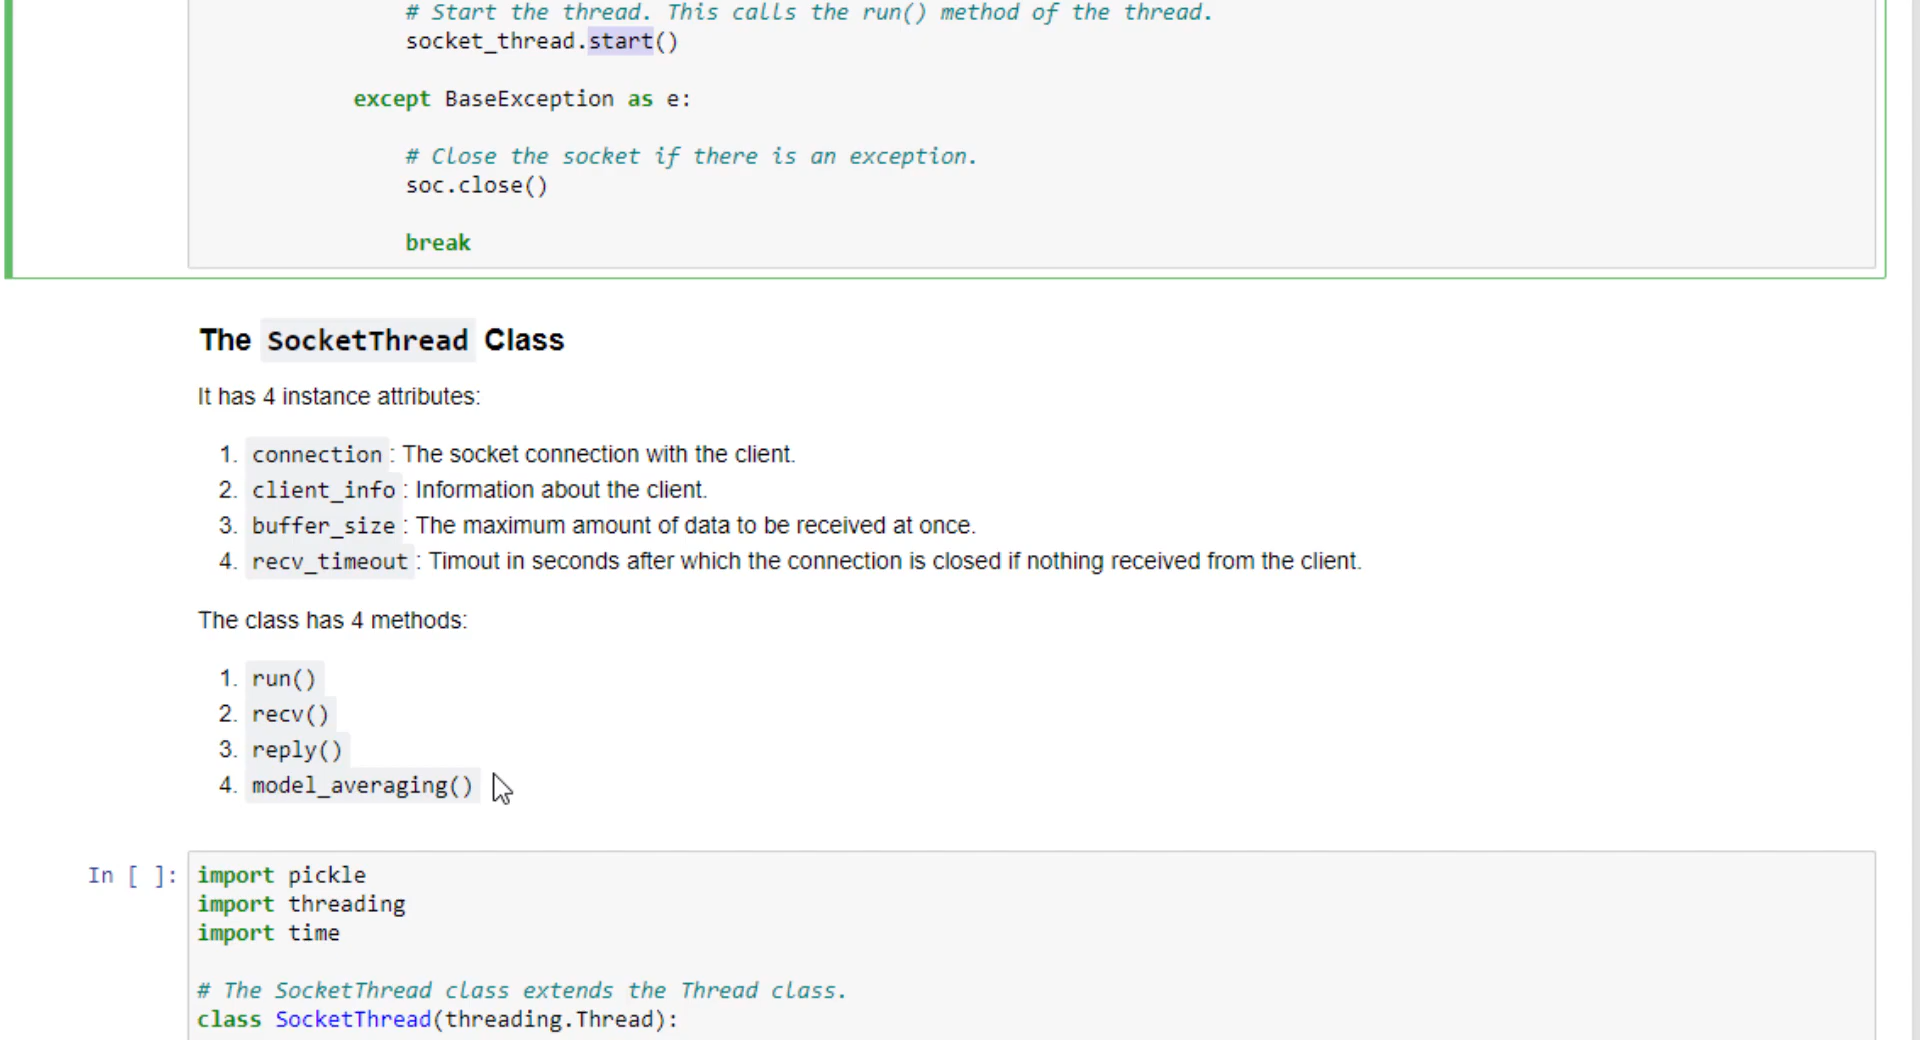 # Start the thread. This calls the run() method of the thread.
socket_thread.start()
except BaseException as e:
# Close the socket if there is an exception.
soc.close()
break
The SocketThread Class
It has 4 instance attributes:
1. connection : The socket connection with the client.
2. client_info : Information about the client.
3. buffer_size : The maximum amount of data to be received at once.
4. recv_timeout : Timout in seconds after which the connection is closed if nothing received from the client.
The class has 4 methods:
1. run()
2. recv()
3. reply()
4. model_averaging()
In [ ]: import pickle
import threading
import time
# The SocketThread class extends the Thread class.
class SocketThread(threading.Thread):